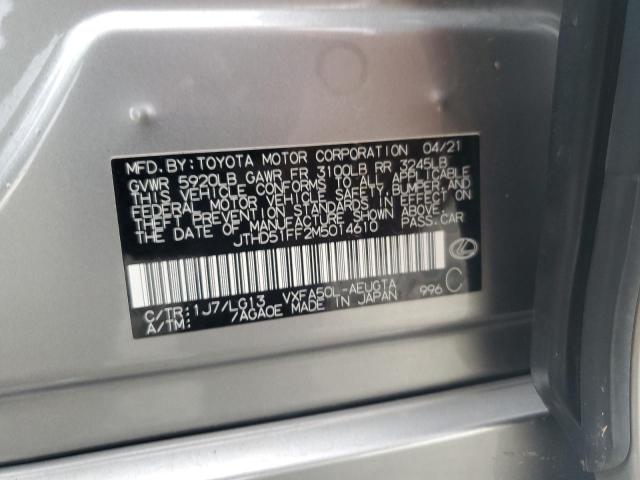 MFD. BY: TOYOTA MOTOR CORPORATION 04/21
GVWR 5920LB GAWR FR 3100LB RR 3245LB
THIS VEHICLE CONFORMS TO ALL APPLICABLE
FEDERAL MOTOR VEHICLE SAFETY, BUMPER, AND
THEFT PREVENTION STANDARDS IN EFFECT ON
THE DATE OF MANUFACTURE SHOWN ABOVE.
JTHD51FF2M5014610 PASS-CAR
C/TR: 1J7/LG13 VXFA50L-AEUGTA 996 C
A/TM: /AGA0E MADE IN JAPAN